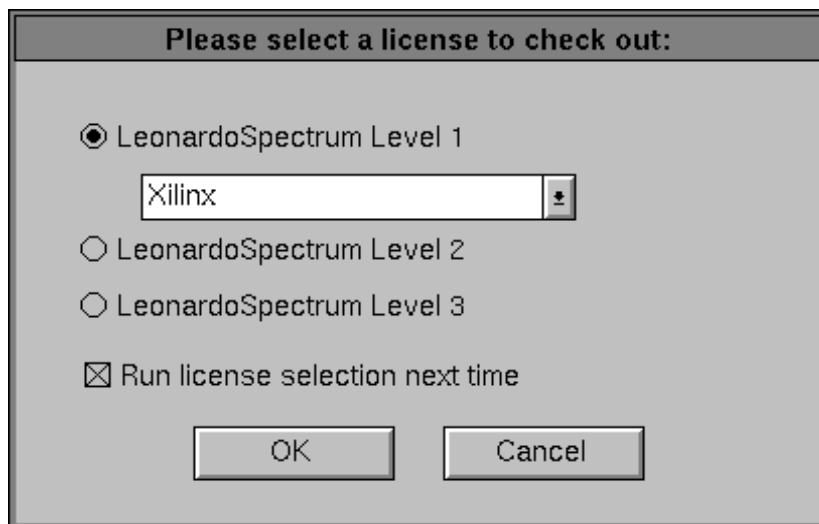 Please select a license to check out:
LeonardoSpectrum Level 1
Xilinx
LeonardoSpectrum Level 2
LeonardoSpectrum Level 3
Run license selection next time
OK Cancel